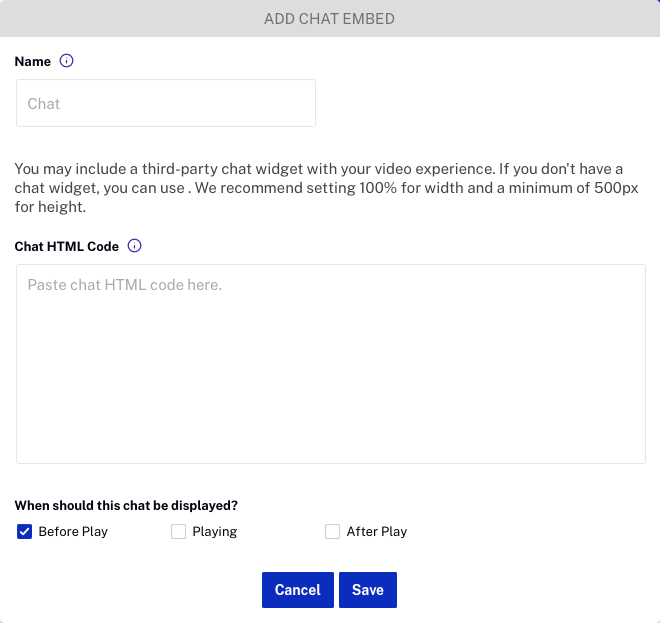 ADD CHAT EMBED
Name
Chat
You may include a third-party chat widget with your video experience. If you don't have a
chat widget, you can use . We recommend setting 100% for width and a minimum of 500px
for height.
Chat HTML Code
Paste chat HTML code here.
When should this chat be displayed?
Before Play Playing After Play
Cancel Save